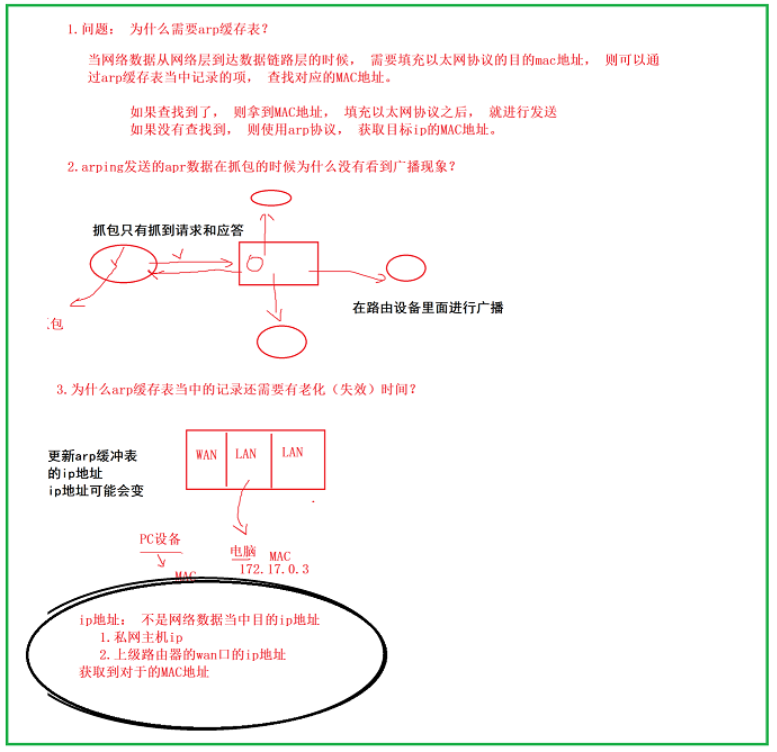 1.问题： 为什么需要arp缓存表？
当网络数据从网络层到达数据链路层的时候， 需要填充以太网协议的目的mac地址， 则可以通
过arp缓存表当中记录的项， 查找对应的MAC地址。
如果查找到了， 则拿到MAC地址， 填充以太网协议之后， 就进行发送
如果没有查找到， 则使用arp协议， 获取目标ip的MAC地址。
2.arping发送的apr数据在抓包的时候为什么没有看到广播现象？
抓包只有抓到请求和应答
在路由设备里面进行广播
包
3.为什么arp缓存表当中的记录还需要有老化（失效）时间？
更新arp缓冲表
的ip地址
ip地址可能会变
WAN LAN LAN
PC设备
MAC
电脑 MAC
172.17.0.3
ip地址： 不是网络数据当中目的ip地址
1.私网主机ip
2.上级路由器的wan口的ip地址
获取到对于的MAC地址